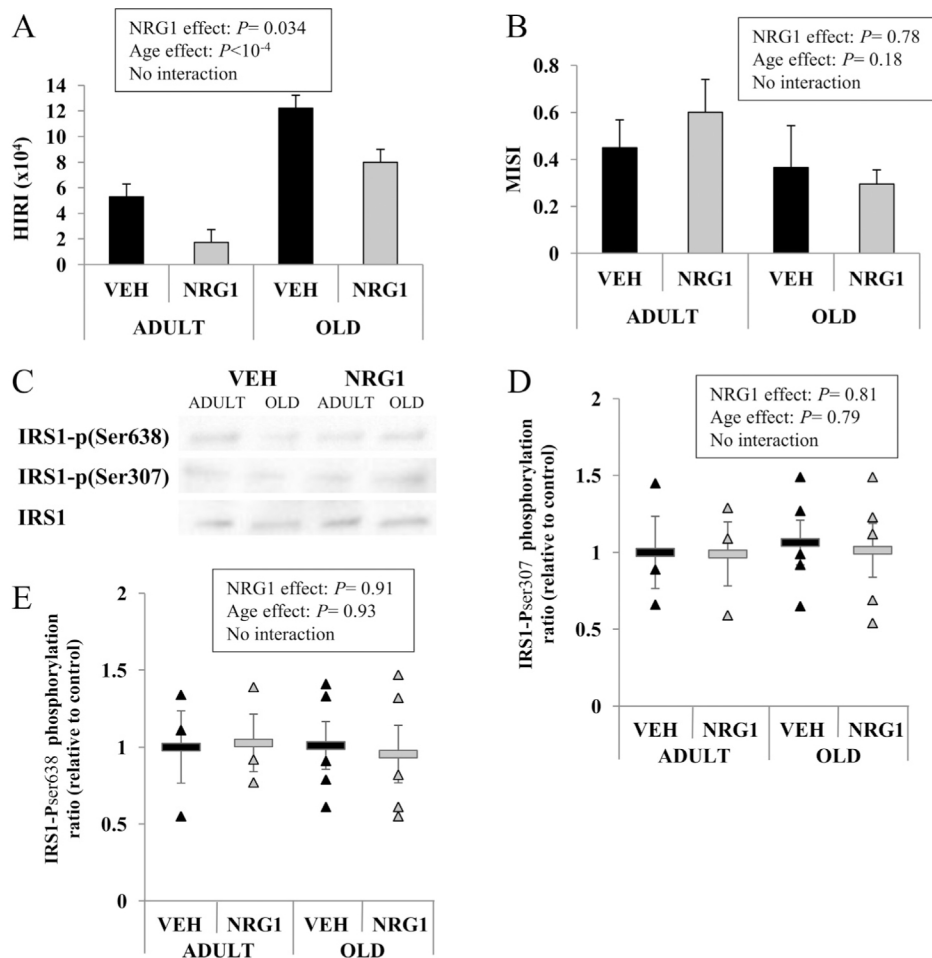 A
NRG1 effect: P= 0.034
Age effect: P<10-4
No interaction
HIRI (x10⁴)
14
12
10
8
6
4
2
0
VEH NRG1 VEH NRG1
ADULT OLD
B
NRG1 effect: P= 0.78
Age effect: P= 0.18
No interaction
MISI
0.8
0.6
0.4
0.2
0
VEH NRG1 VEH NRG1
ADULT OLD
C
VEH NRG1
ADULT OLD ADULT OLD
IRS1-p(Ser638)
IRS1-p(Ser307)
IRS1
D
NRG1 effect: P= 0.81
Age effect: P= 0.79
No interaction
IRS1-Pser307 phosphorylation
ratio (relative to control)
2
1.5
1
0.5
0
VEH NRG1 VEH NRG1
ADULT OLD
E
NRG1 effect: P= 0.91
Age effect: P= 0.93
No interaction
IRS1-Pser638 phosphorylation
ratio (relative to control)
2
1.5
1
0.5
0
VEH NRG1 VEH NRG1
ADULT OLD